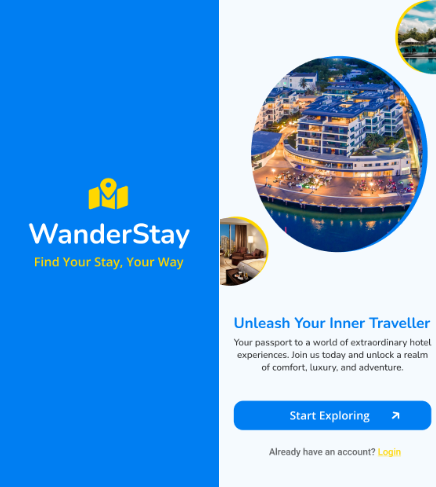 WanderStay
Find Your Stay, Your Way
Unleash Your Inner Traveller
Your passport to a world of extraordinary hotel
experiences. Join us today and unlock a realm
of comfort, luxury, and adventure.
Start Exploring
Already have an account? Login